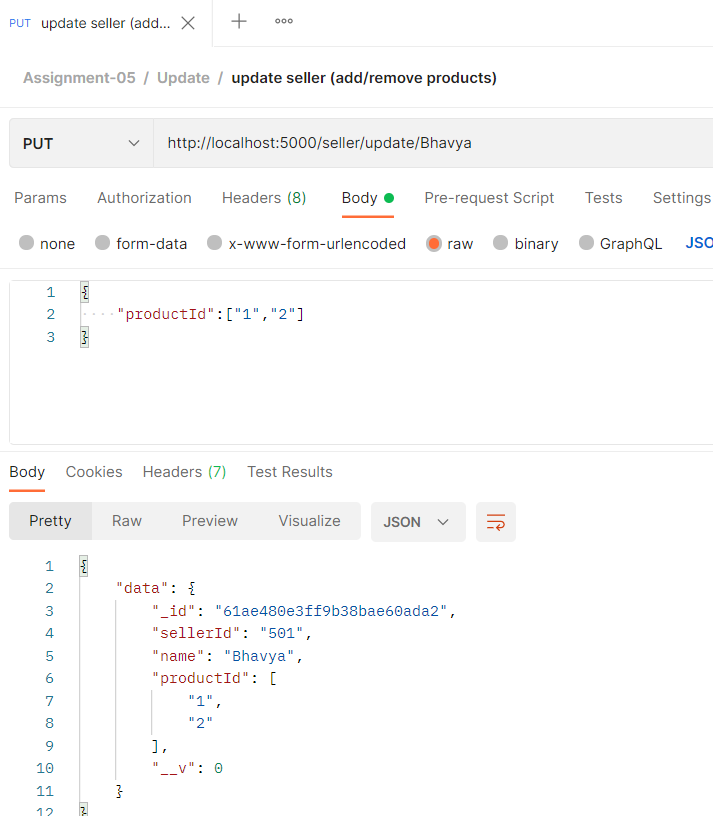 PUT update seller (add...
Assignment-05 / Update / update seller (add/remove products)
PUT http://localhost:5000/seller/update/Bhavya
Params Authorization Headers (8) Body Pre-request Script Tests Settings
none form-data x-www-form-urlencoded raw binary GraphQL JSO
1 {
2 "productId":["1","2"]
3 }
Body Cookies Headers (7) Test Results
Pretty Raw Preview Visualize JSON
1 {
2 "data": {
3 "_id": "61ae480e3ff9b38bae60ada2",
4 "sellerId": "501",
5 "name": "Bhavya",
6 "productId": [
7 "1",
8 "2"
9 ],
10 "__v": 0
11 }
12 }